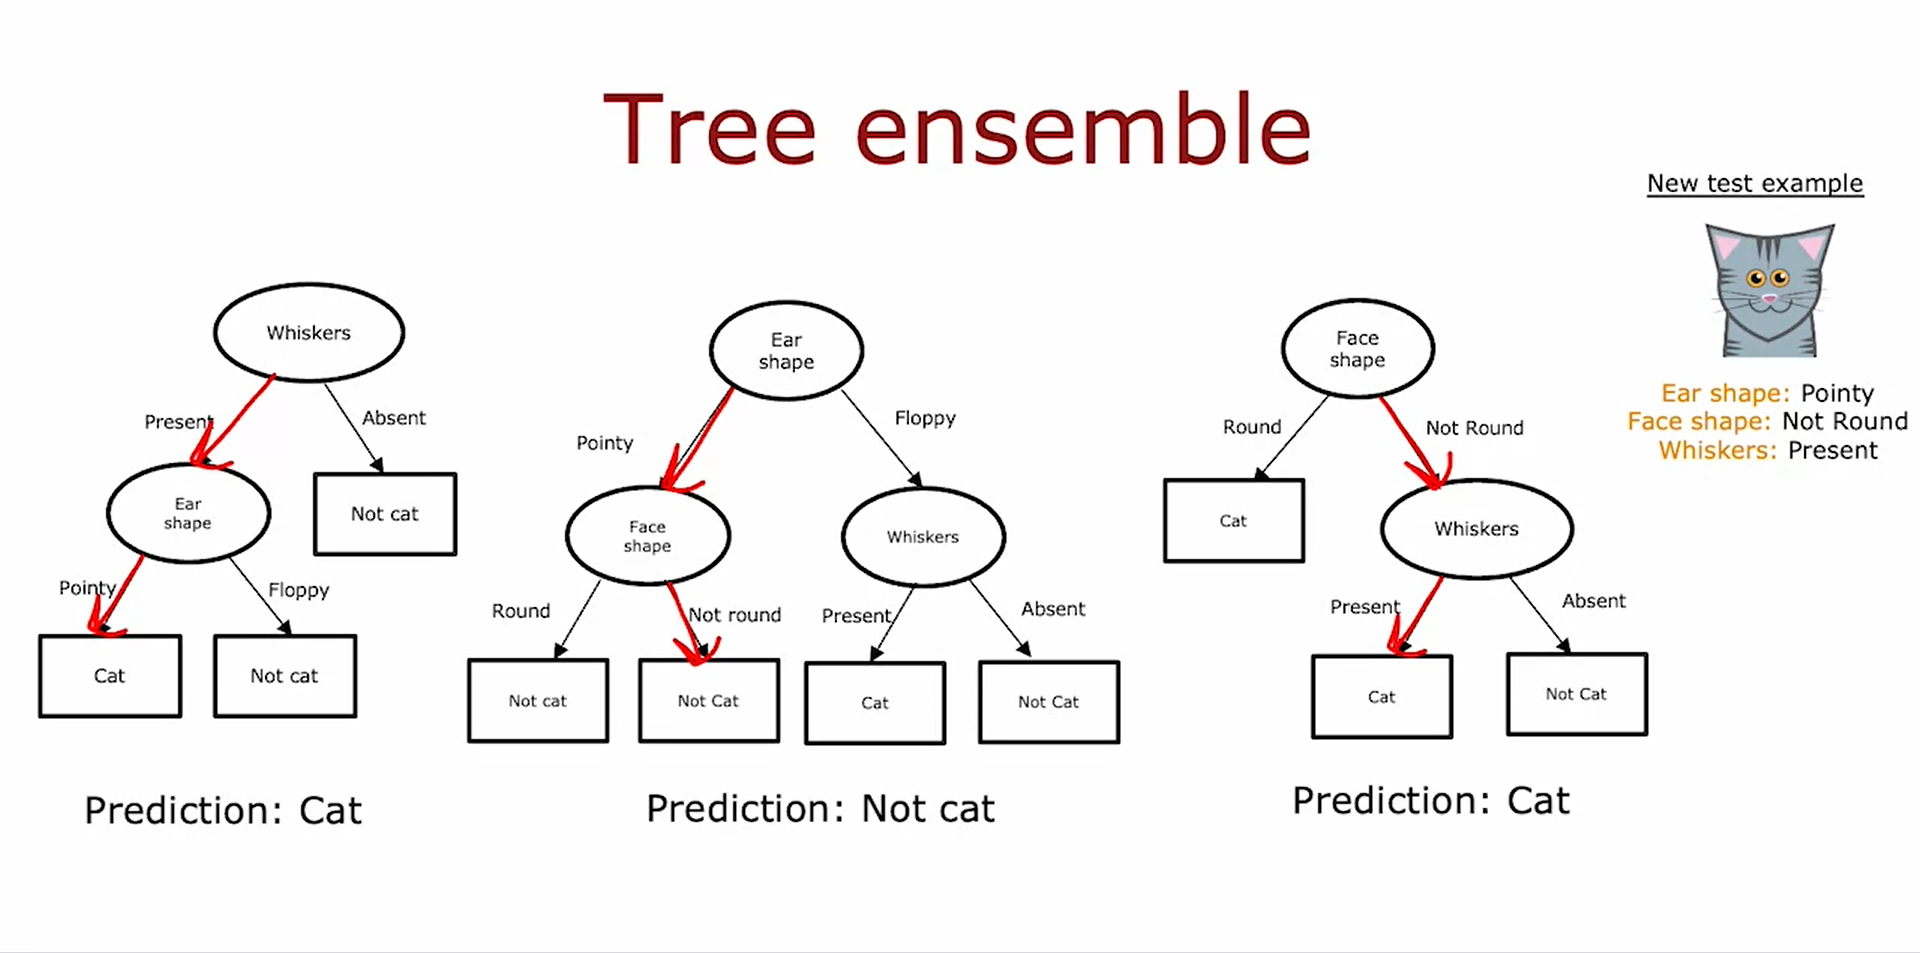 Tree ensemble
New test example
Ear shape: Pointy
Face shape: Not Round
Whiskers: Present
Whiskers
Present
Absent
Ear
shape
Not cat
Pointy
Floppy
Cat
Not cat
Prediction: Cat
Ear
shape
Pointy
Floppy
Face
shape
Whiskers
Round
Not round
Present
Absent
Not cat
Not Cat
Cat
Not Cat
Prediction: Not cat
Face
shape
Round
Not Round
Cat
Whiskers
Present
Absent
Cat
Not Cat
Prediction: Cat